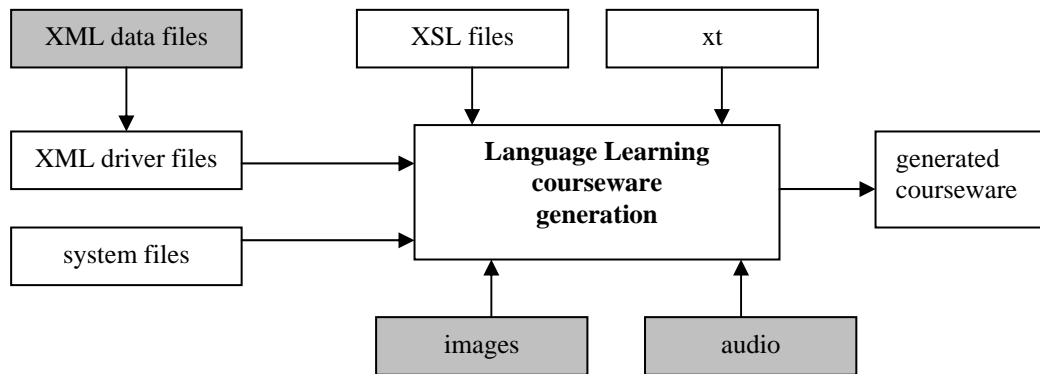 XML data files
XSL files
xt
XML driver files
Language Learning
courseware
generation
generated
courseware
system files
images
audio